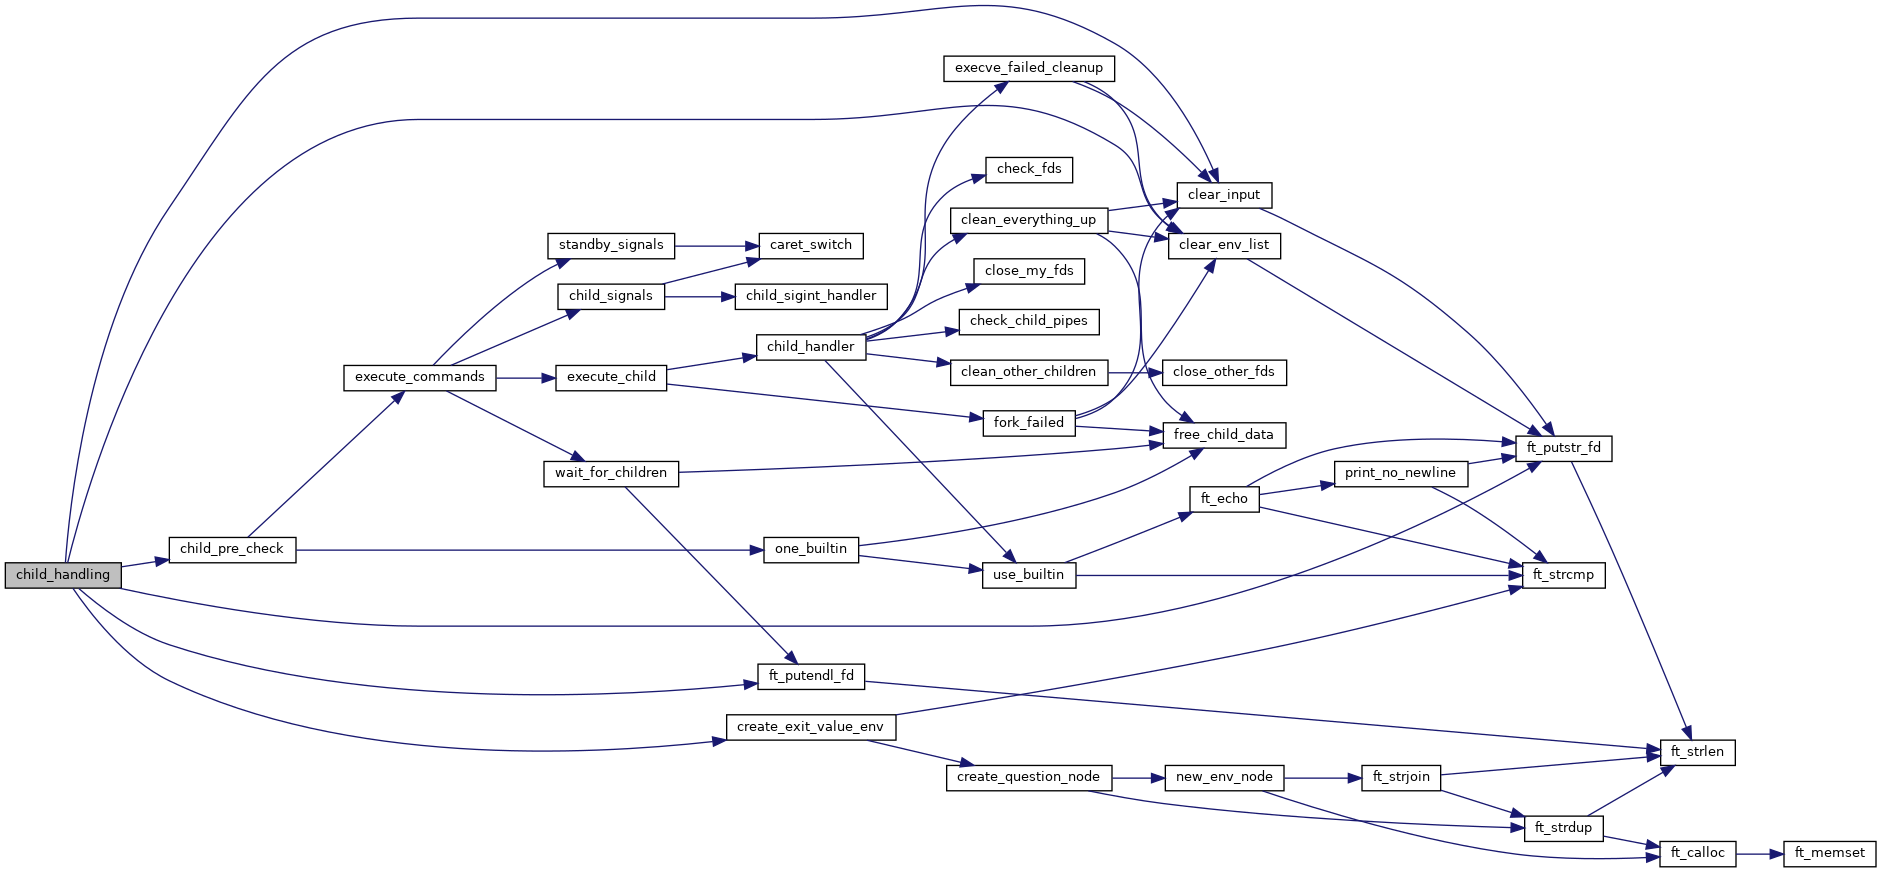 execve_failed_cleanup
check_fds
clear_input
clean_everything_up
standby_signals
caret_switch
clear_env_list
close_my_fds
child_signals
child_sigint_handler
check_child_pipes
child_handler
execute_commands
execute_child
clean_other_children
close_other_fds
fork_failed
free_child_data
ft_putstr_fd
wait_for_children
print_no_newline
ft_echo
child_pre_check
one_builtin
child_handling
use_builtin
ft_strcmp
ft_putendl_fd
create_exit_value_env
ft_strlen
create_question_node
new_env_node
ft_strjoin
ft_strdup
ft_calloc
ft_memset